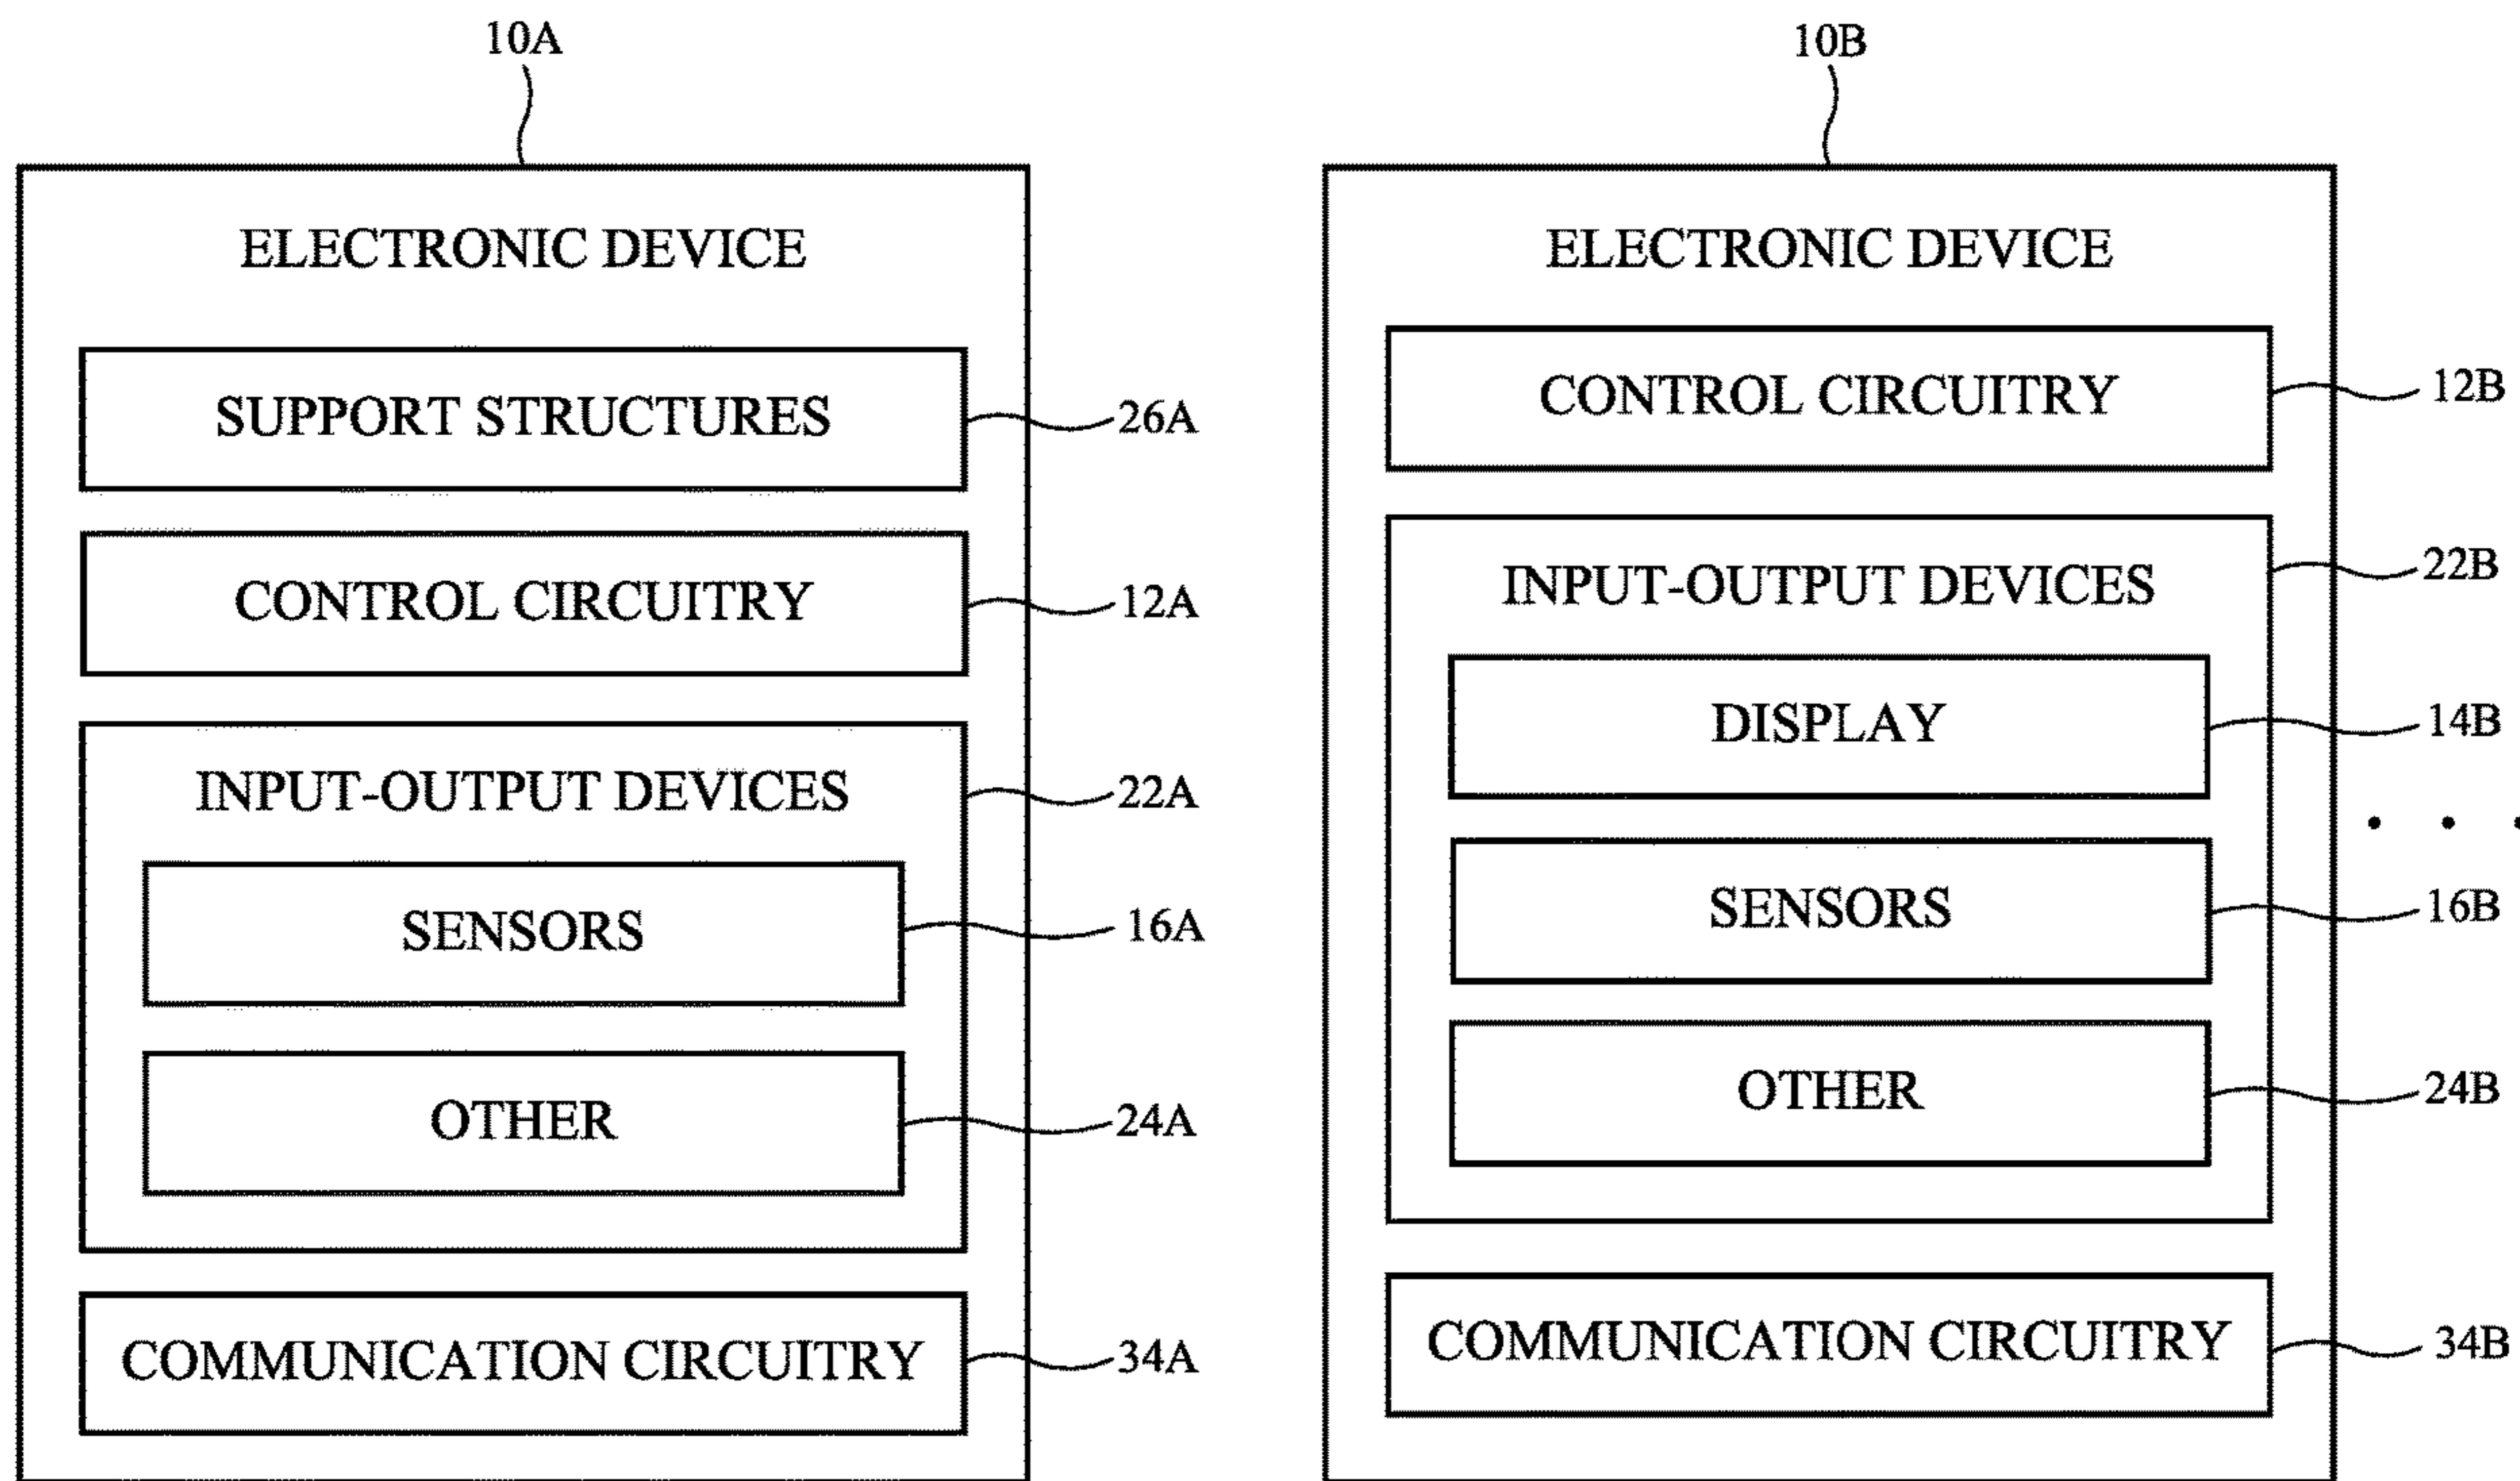 10A
ELECTRONIC DEVICE
SUPPORT STRUCTURES
26A
CONTROL CIRCUITRY
12A
INPUT-OUTPUT DEVICES
22A
SENSORS
16A
OTHER
24A
COMMUNICATION CIRCUITRY
34A
10B
ELECTRONIC DEVICE
CONTROL CIRCUITRY
12B
INPUT-OUTPUT DEVICES
22B
DISPLAY
14B
• • •
SENSORS
16B
OTHER
24B
COMMUNICATION CIRCUITRY
34B